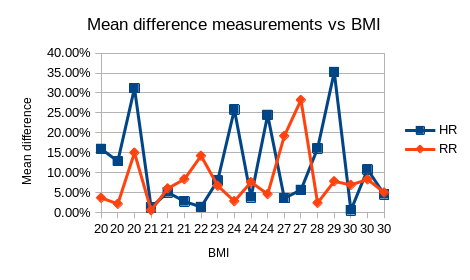 Mean difference measurements vs BMI
40.00%
35.00%
30.00%
25.00%
20.00%
15.00%
10.00%
5.00%
0.00%
Mean difference
20 20 20 21 21 21 22 23 24 24 24 27 27 28 29 30 30 30
BMI
HR
RR